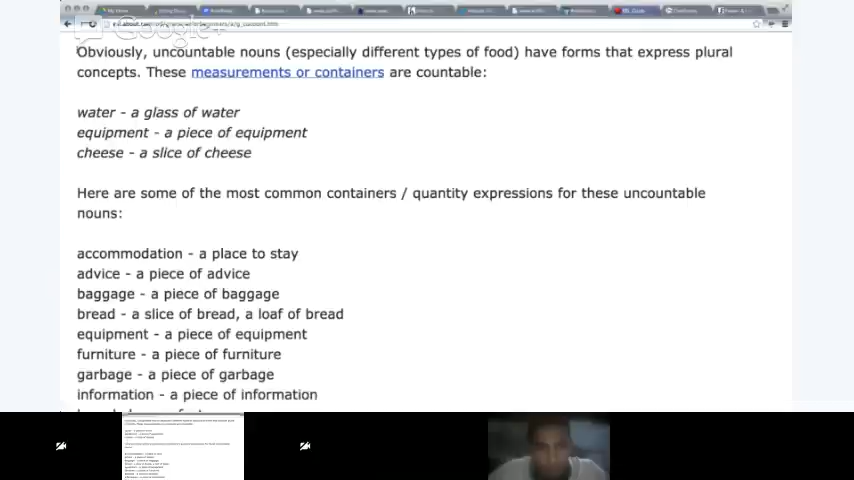 Google+
Obviously, uncountable nouns (especially different types of food) have forms that express plural
concepts. These measurements or containers are countable:
water - a glass of water
equipment - a piece of equipment
cheese - a slice of cheese
Here are some of the most common containers / quantity expressions for these uncountable
nouns:
accommodation - a place to stay
advice - a piece of advice
baggage - a piece of baggage
bread - a slice of bread, a loaf of bread
equipment - a piece of equipment
furniture - a piece of furniture
garbage - a piece of garbage
information - a piece of information